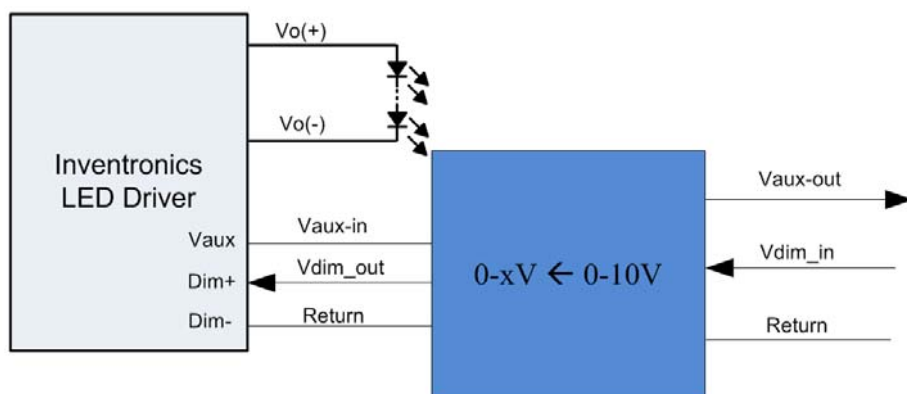 Vo(+)
Vo(-)
Inventronics
LED Driver
Vaux
Dim+
Dim-
Vaux-in
Vdim_out
Return
0-xV ← 0-10V
Vaux-out
Vdim_in
Return